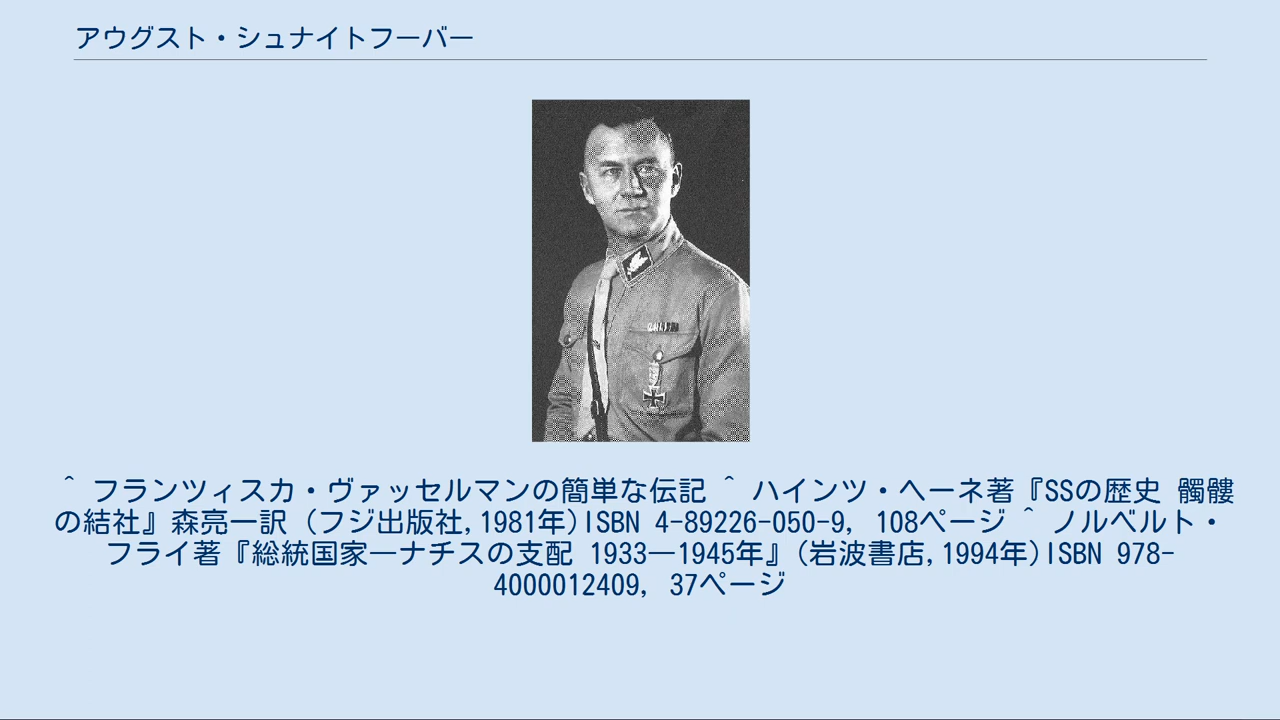 アウグスト・シュナイトフーバー
^ フランツィスカ・ヴァッセルマンの簡単な伝記 ^ ハインツ・ヘーネ著『SSの歴史 髑髏
の結社』森亮一訳（フジ出版社,1981年)ISBN 4-89226-050-9, 108ページ ^ ノルベルト・
フライ著『総統国家―ナチスの支配 1933―1945年』(岩波書店,1994年)ISBN 978-
4000012409, 37ページ